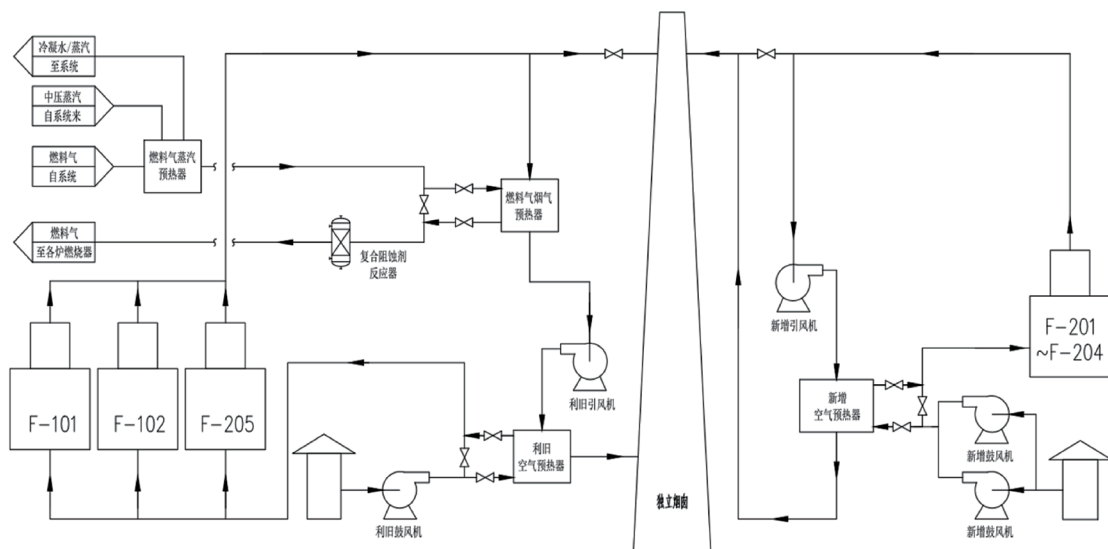 冷凝水/蒸汽
至系统
中压蒸汽
自系统来
燃料气
自系统
燃料气蒸汽
预热器
燃料气
至各炉燃烧器
复合阻蚀剂
反应器
燃料气烟气
预热器
F-101
F-102
F-205
利旧引风机
利旧
空气预热器
利旧鼓风机
独立烟囱
新增引风机
新增
空气预热器
F-201
~F-204
新增鼓风机
新增鼓风机